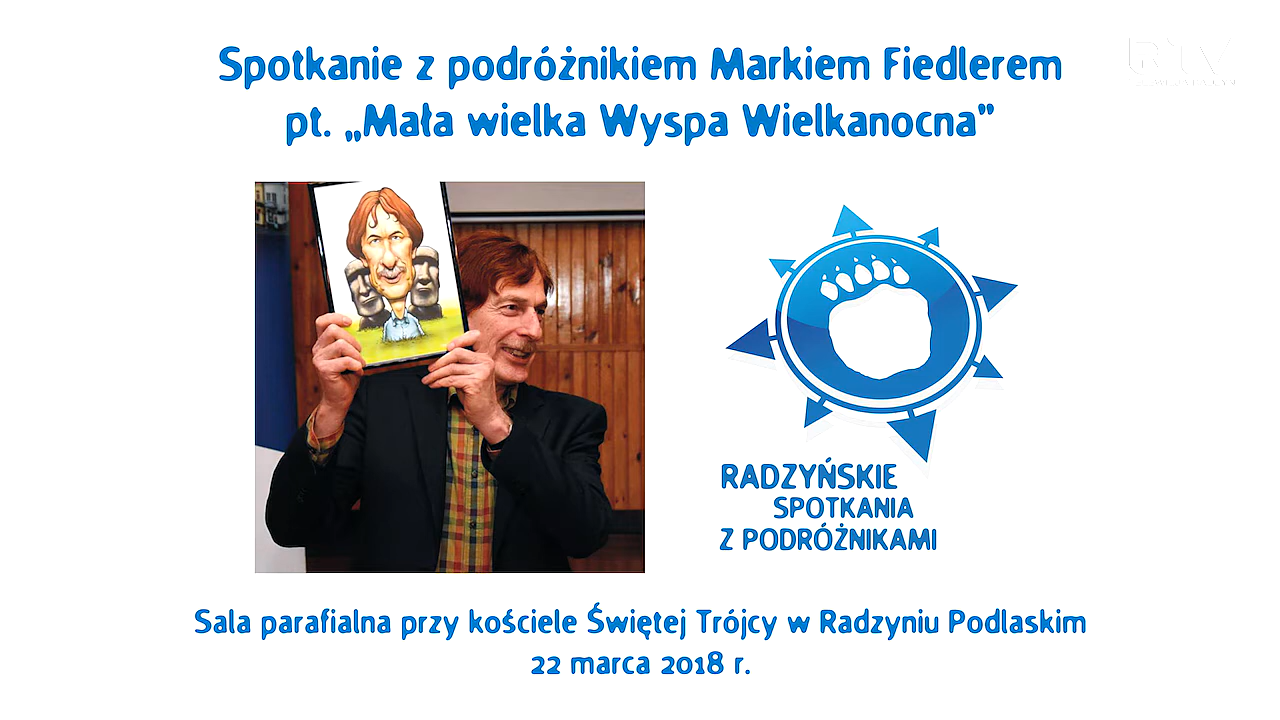 Spotkanie z podróżnikiem Markiem Fiedlerem
pt. „Mała wielka Wyspa Wielkanocna”
RADZYŃSKIE
SPOTKANIA
Z PODRÓŻNIKAMI
Sala parafialna przy kościele Świętej Trójcy w Radzyniu Podlaskim
22 marca 2018 r.